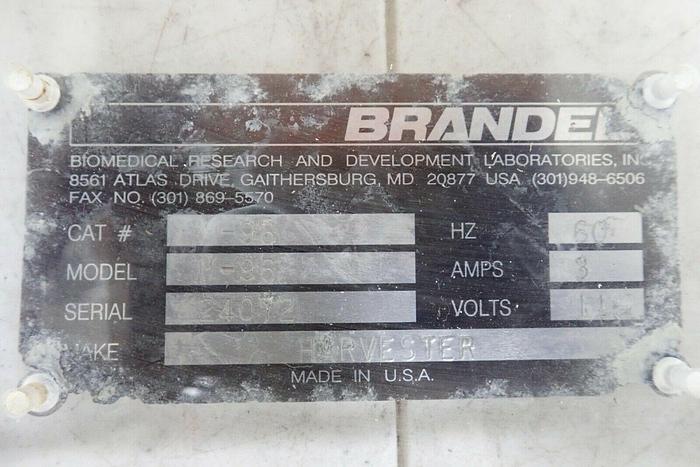 BRANDEL
BIOMEDICAL RESEARCH AND DEVELOPMENT LABORATORIES, INC.
8561 ATLAS DRIVE GAITHERSBURG, MD 20877 USA (301)948-6506
FAX NO. (301) 869-5570
CAT # HZ 60
MODEL AMPS 3
SERIAL VOLTS
MAKE HARVESTER
MADE IN U.S.A.